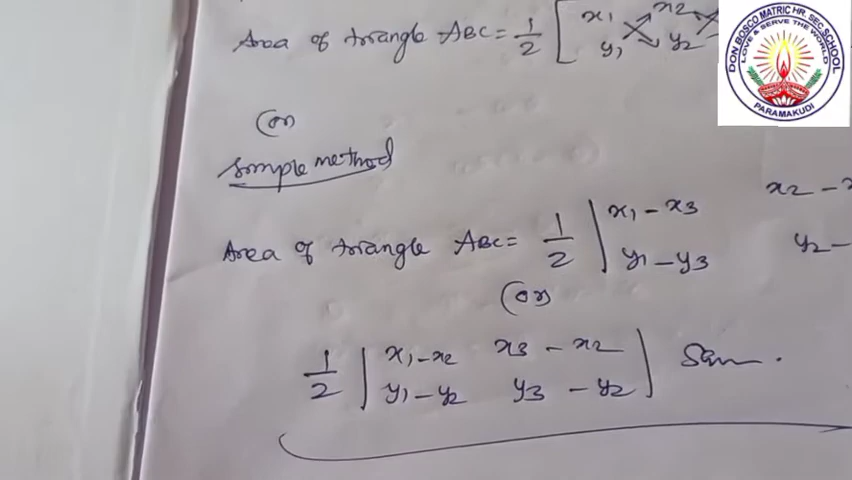 Area of triangle ABC = 1/2 [ x1 x2
y1 y2
DON BOSCO MATRIC HR. SEC. SCHOOL
LOVE & SERVE THE WORLD
PARAMAKUDI
(or)
Simple method
Area of triangle ABC = 1/2 | x1 - x3 x2 -
y1 - y3 y2 -
(or)
1/2 | x1 - x2 x3 - x2 |
y1 - y2 y3 - y2